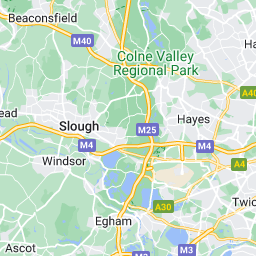 Beaconsfield
M40
Colne Valley
Regional Park
A40
ead
Slough
M25
Hayes
M4
M4
Windsor
A4
Egham
A30
Twic
Ascot
M3
M3